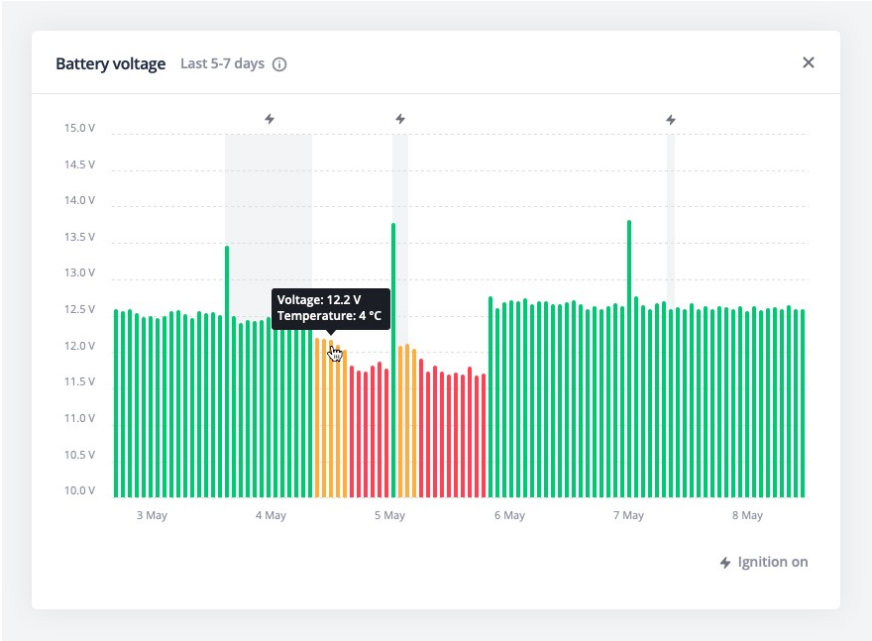 Battery voltage Last 5-7 days
15.0 V
14.5 V
14.0 V
13.5 V
13.0 V
12.5 V
12.0 V
11.5 V
11.0 V
10.5 V
10.0 V
Voltage: 12.2 V
Temperature: 4 °C
3 May 4 May 5 May 6 May 7 May 8 May
Ignition on